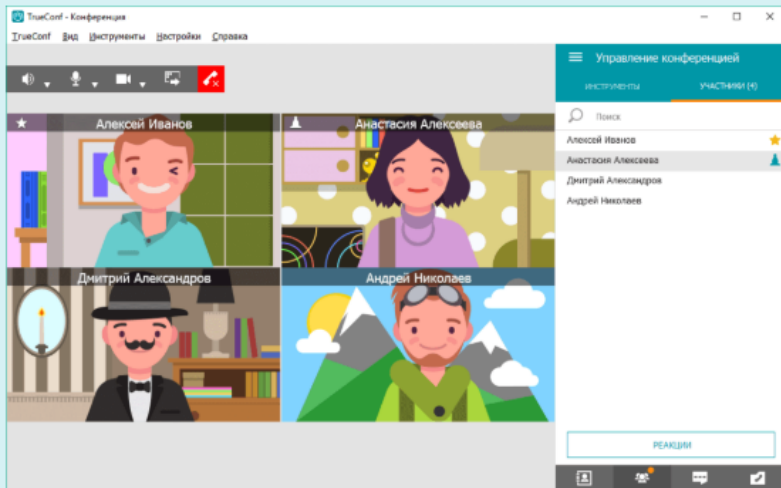 TrueConf - Конференция
TrueConf Вид Инструменты Настройки Справка
Алексей Иванов
Анастасия Алексеева
Дмитрий Александров
Андрей Николаев
Управление конференцией
ИНСТРУМЕНТЫ УЧАСТНИКИ (4)
Поиск
Алексей Иванов
Анастасия Алексеева
Дмитрий Александров
Андрей Николаев
РЕАКЦИИ